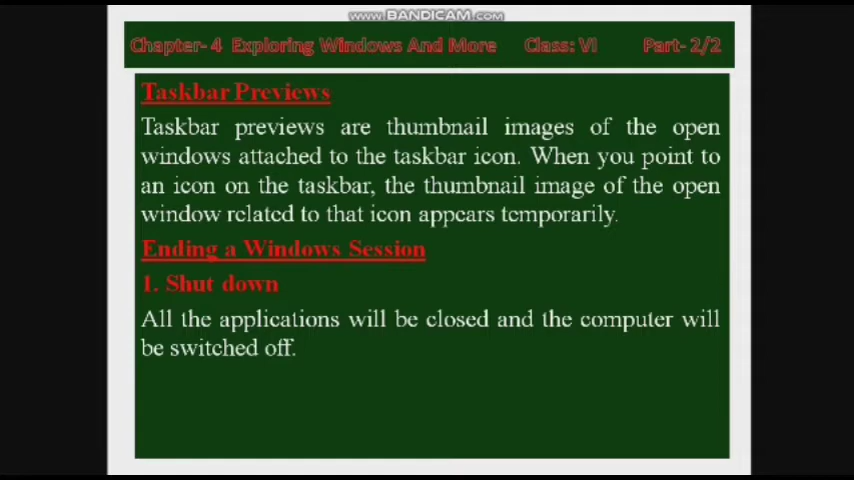 www.BANDICAM.com
Chapter- 4 Exploring Windows And More Class: VI Part- 2/2
Taskbar Previews
Taskbar previews are thumbnail images of the open
windows attached to the taskbar icon. When you point to
an icon on the taskbar, the thumbnail image of the open
window related to that icon appears temporarily.
Ending a Windows Session
1. Shut down
All the applications will be closed and the computer will
be switched off.